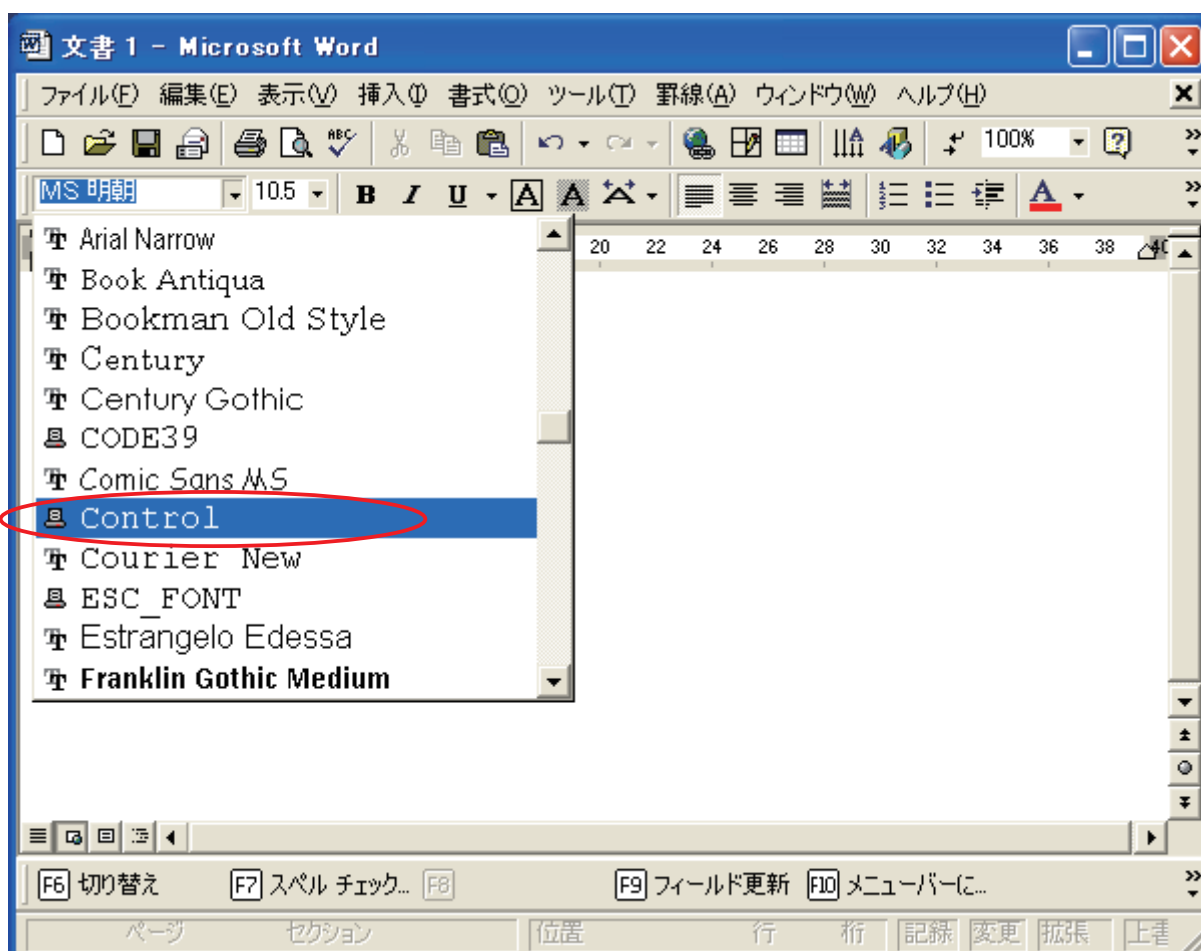 文書 1 - Microsoft Word
ファイル(F) 編集(E) 表示(V) 挿入(I) 書式(O) ツール(T) 罫線(A) ウィンドウ(W) ヘルプ(H)
ABC 100%
MS 明朝 10.5 B I U A A A
20 22 24 26 28 30 32 34 36 38 40
Arial Narrow
Book Antiqua
Bookman Old Style
Century
Century Gothic
CODE39
Comic Sans MS
Control
Courier New
ESC_FONT
Estrangelo Edessa
Franklin Gothic Medium
F6 切り替え F7 スペル チェック... F8 F9 フィールド更新 F10 メニューバーに...
ページ セクション 位置 行 桁 記録 変更 拡張 上書